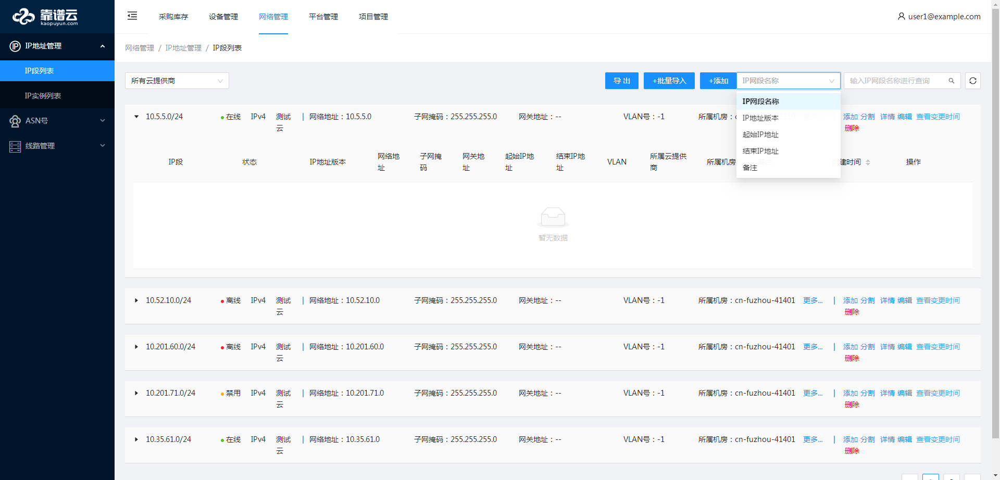 靠谱云
kaopuyun.com
采购库存
设备管理
网络管理
平台管理
项目管理
user1@example.com
IP地址管理
IP段列表
IP实例列表
ASN号
线路管理
网络管理 / IP地址管理 / IP段列表
所有云提供商
导 出
+批量导入
+添加
IP网段名称
输入IP网段名称进行查询
IP网段名称
IP地址版本
起始IP地址
结束IP地址
备注
10.5.5.0/24 在线 IPv4 测试云 | 网络地址：10.5.5.0 子网掩码：255.255.255.0 网关地址：-- VLAN号：-1 所属机房：c | 添加 分割 详情 编辑 查看变更时间
删除
IP段 状态 IP地址版本 网络地址 子网掩码 网关地址 起始IP地址 结束IP地址 VLAN 所属云提供商 所属机房 建时间 操作
暂无数据
10.52.10.0/24 离线 IPv4 测试云 | 网络地址：10.52.10.0 子网掩码：255.255.255.0 网关地址：-- VLAN号：-1 所属机房：cn-fuzhou-41401 更多... | 添加 分割 详情 编辑 查看变更时间
删除
10.201.60.0/24 离线 IPv4 测试云 | 网络地址：10.201.60.0 子网掩码：255.255.255.0 网关地址：-- VLAN号：-1 所属机房：cn-fuzhou-41401 更多... | 添加 分割 详情 编辑 查看变更时间
删除
10.201.71.0/24 禁用 IPv4 测试云 | 网络地址：10.201.71.0 子网掩码：255.255.255.0 网关地址：-- VLAN号：-1 所属机房：cn-fuzhou-41401 更多... | 添加 分割 详情 编辑 查看变更时间
删除
10.35.61.0/24 在线 IPv4 测试云 | 网络地址：10.35.61.0 子网掩码：255.255.255.0 网关地址：-- VLAN号：-1 所属机房：cn-fuzhou-41401 更多... | 添加 分割 详情 编辑 查看变更时间
删除